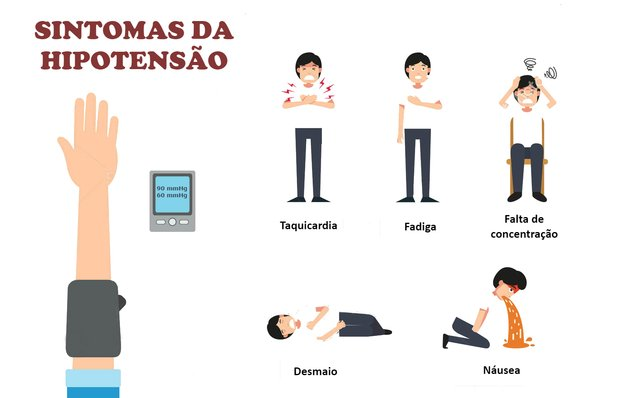 SINTOMAS DA
HIPOTENSÃO
90 mmHg
60 mmHg
Taquicardia
Fadiga
Falta de
concentração
Desmaio
Náusea